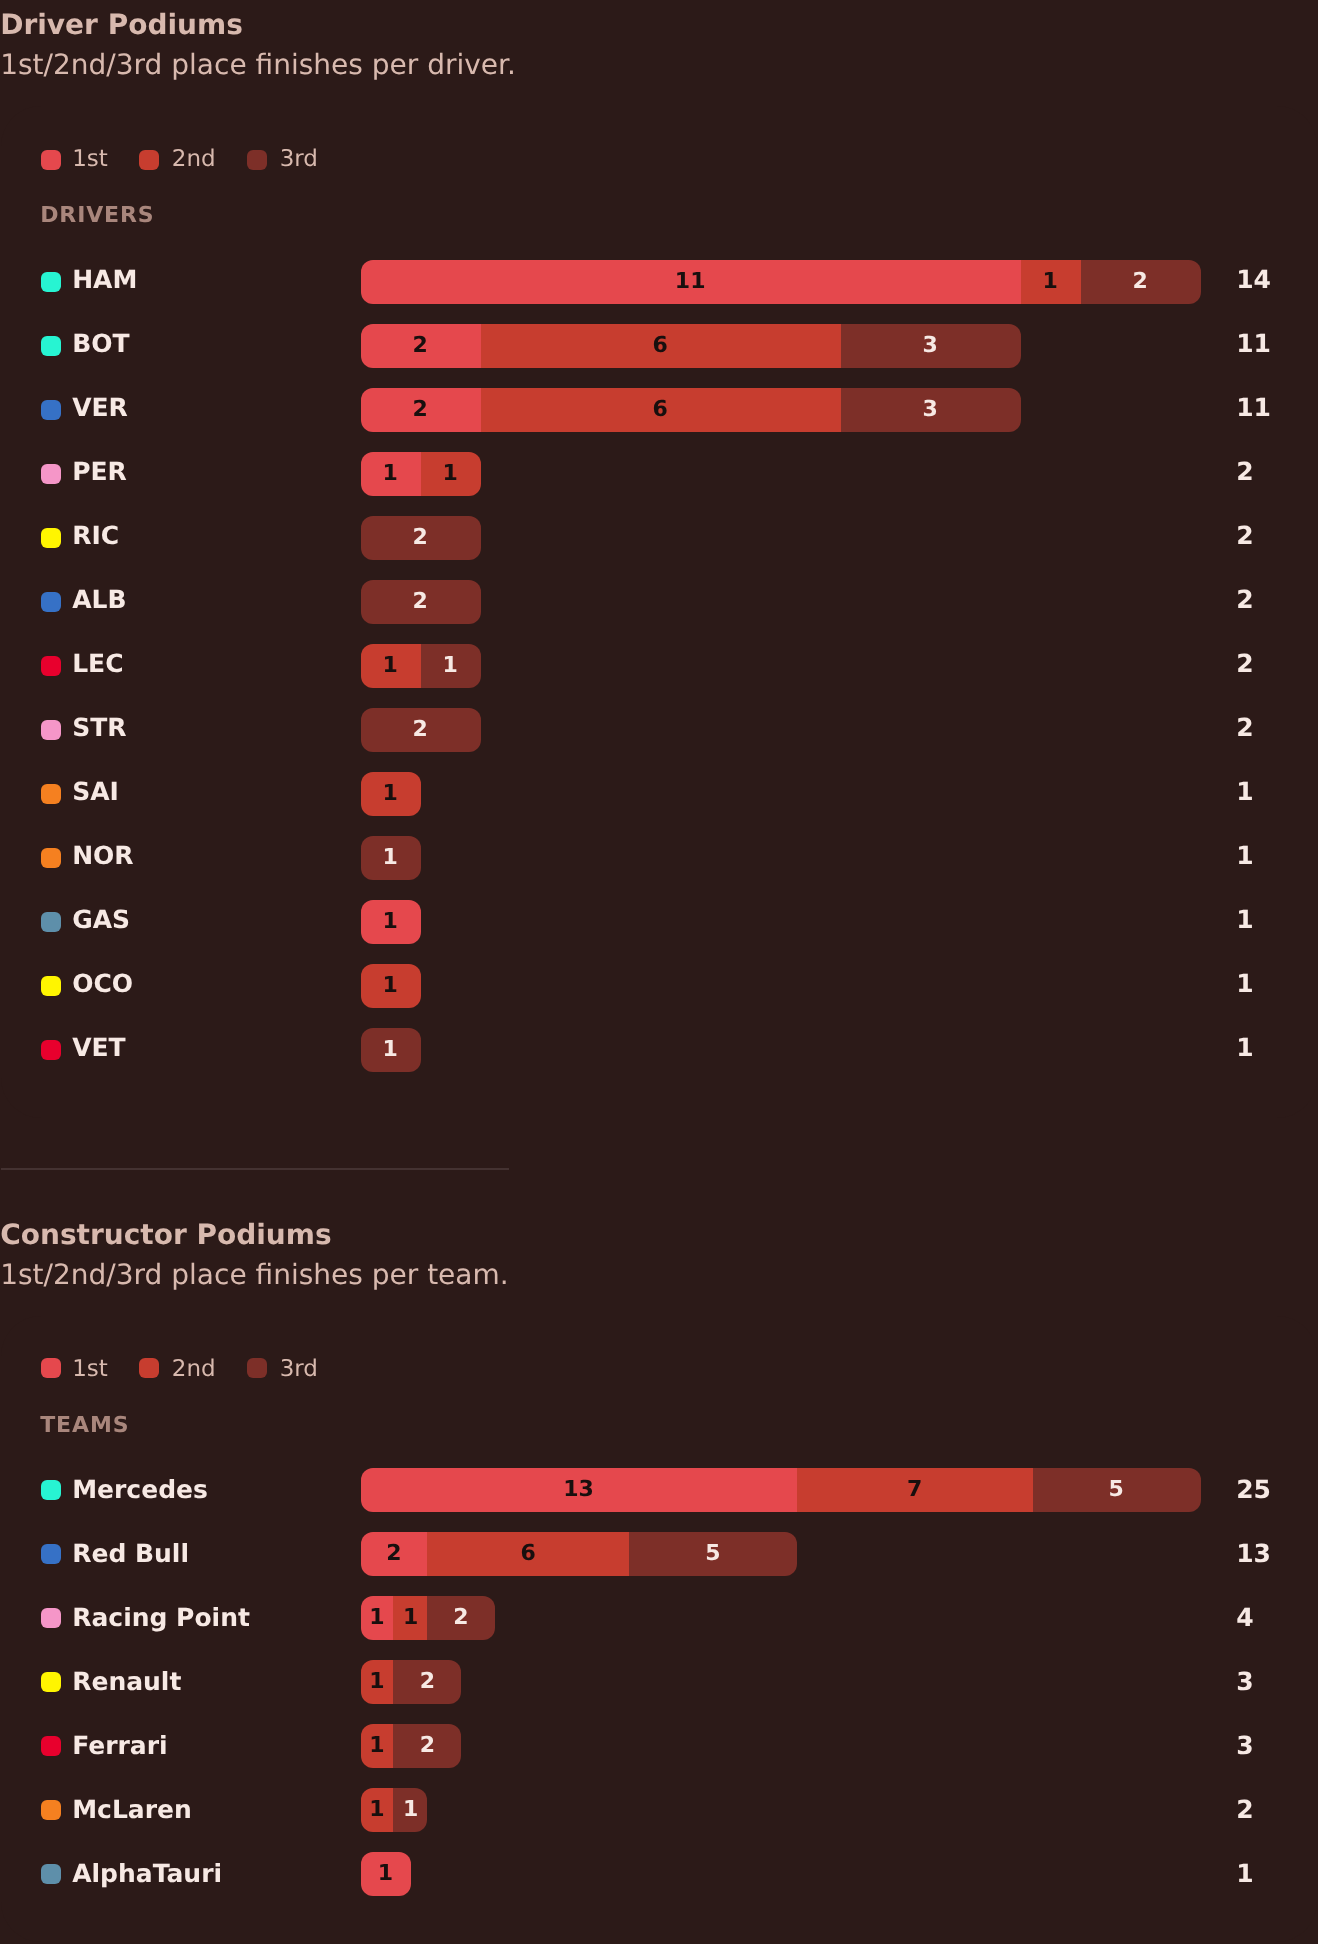 Driver Podiums
1st/2nd/3rd place finishes per driver.
1st 2nd 3rd
DRIVERS
HAM 11 1 2 14
BOT 2 6 3 11
VER 2 6 3 11
PER 1 1 2
RIC 2 2
ALB 2 2
LEC 1 1 2
STR 2 2
SAI 1 1
NOR 1 1
GAS 1 1
OCO 1 1
VET 1 1
Constructor Podiums
1st/2nd/3rd place finishes per team.
1st 2nd 3rd
TEAMS
Mercedes 13 7 5 25
Red Bull 2 6 5 13
Racing Point 1 1 2 4
Renault 1 2 3
Ferrari 1 2 3
McLaren 1 1 2
AlphaTauri 1 1